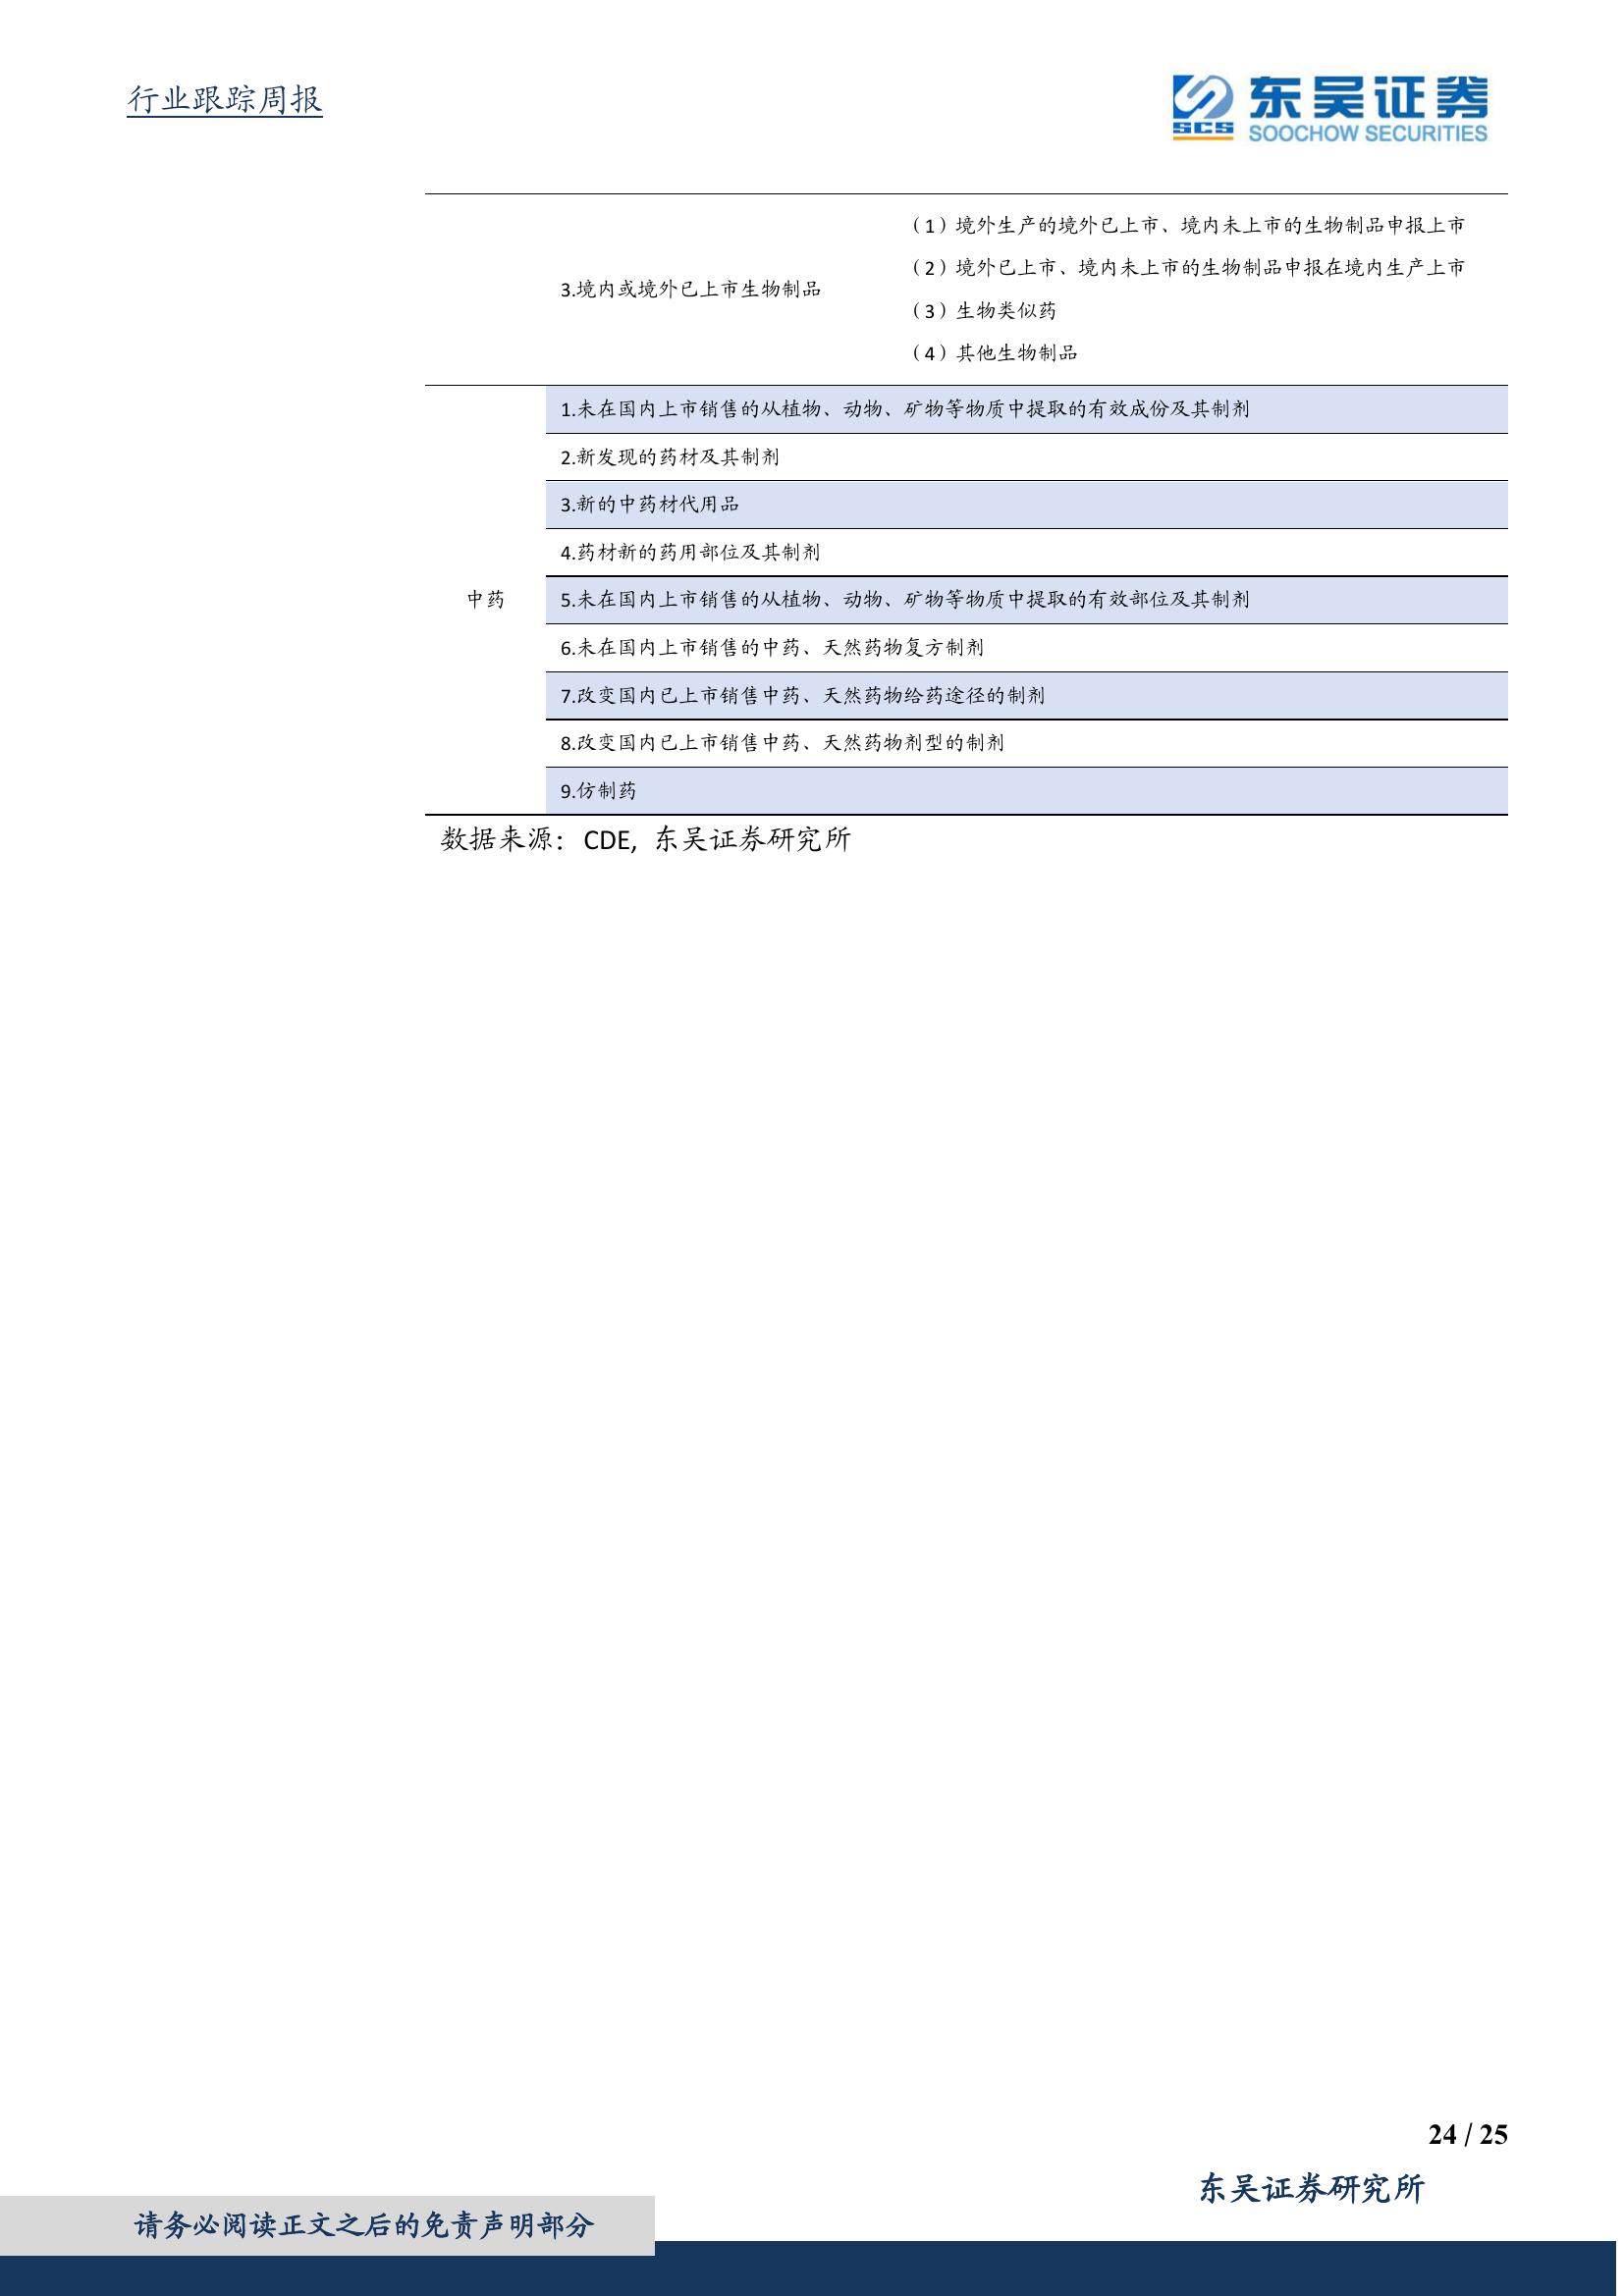 行业跟踪周报
SCS
东吴证券
SOOCHOW SECURITIES
3.境内或境外已上市生物制品
（1）境外生产的境外已上市、境内未上市的生物制品申报上市
（2）境外已上市、境内未上市的生物制品申报在境内生产上市
（3）生物类似药
（4）其他生物制品
中药
1.未在国内上市销售的从植物、动物、矿物等物质中提取的有效成份及其制剂
2.新发现的药材及其制剂
3.新的中药材代用品
4.药材新的药用部位及其制剂
5.未在国内上市销售的从植物、动物、矿物等物质中提取的有效部位及其制剂
6.未在国内上市销售的中药、天然药物复方制剂
7.改变国内已上市销售中药、天然药物给药途径的制剂
8.改变国内已上市销售中药、天然药物剂型的制剂
9.仿制药
数据来源：CDE，东吴证券研究所
24 / 25
东吴证券研究所
请务必阅读正文之后的免责声明部分